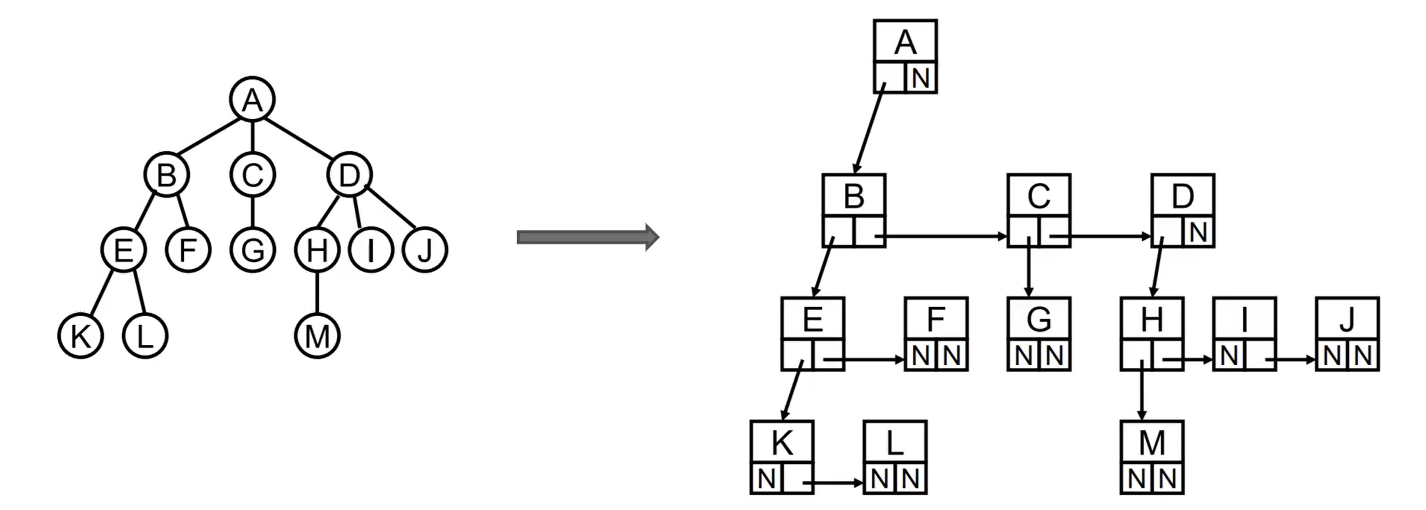 A
B C D
E F G H I J
K L M
A
N
B C D
N
E F G H I J
N N N N N N N
K L M
N N N N N